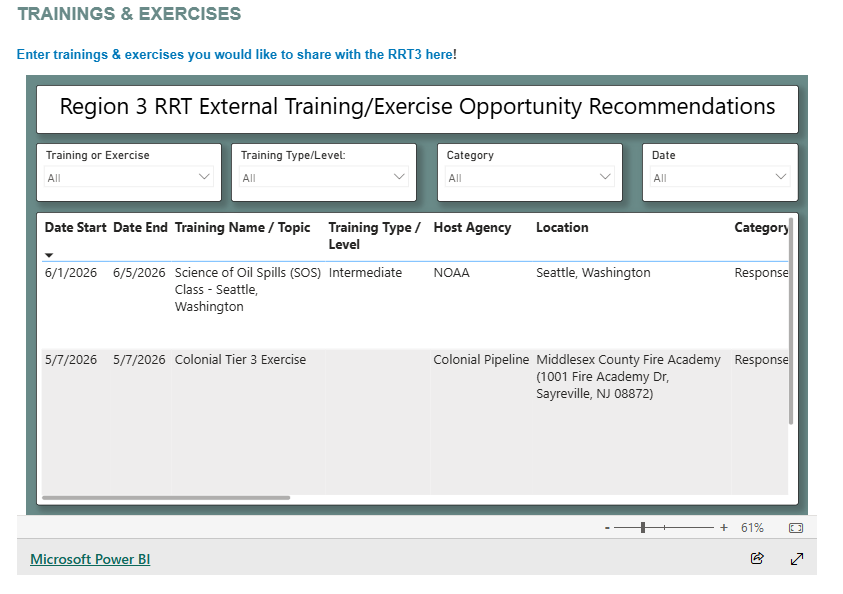 TRAININGS & EXERCISES
Enter trainings & exercises you would like to share with the RRT3 here!
Region 3 RRT External Training/Exercise Opportunity Recommendations
Training or Exercise
All
Training Type/Level:
All
Category
All
Date
All
Date Start Date End Training Name / Topic Training Type / Level Host Agency Location Category
6/1/2026 6/5/2026 Science of Oil Spills (SOS) Intermediate NOAA Seattle, Washington Response
Class - Seattle,
Washington
5/7/2026 5/7/2026 Colonial Tier 3 Exercise Colonial Pipeline Middlesex County Fire Academy Response
(1001 Fire Academy Dr,
Sayreville, NJ 08872)
- + 61%
Microsoft Power BI